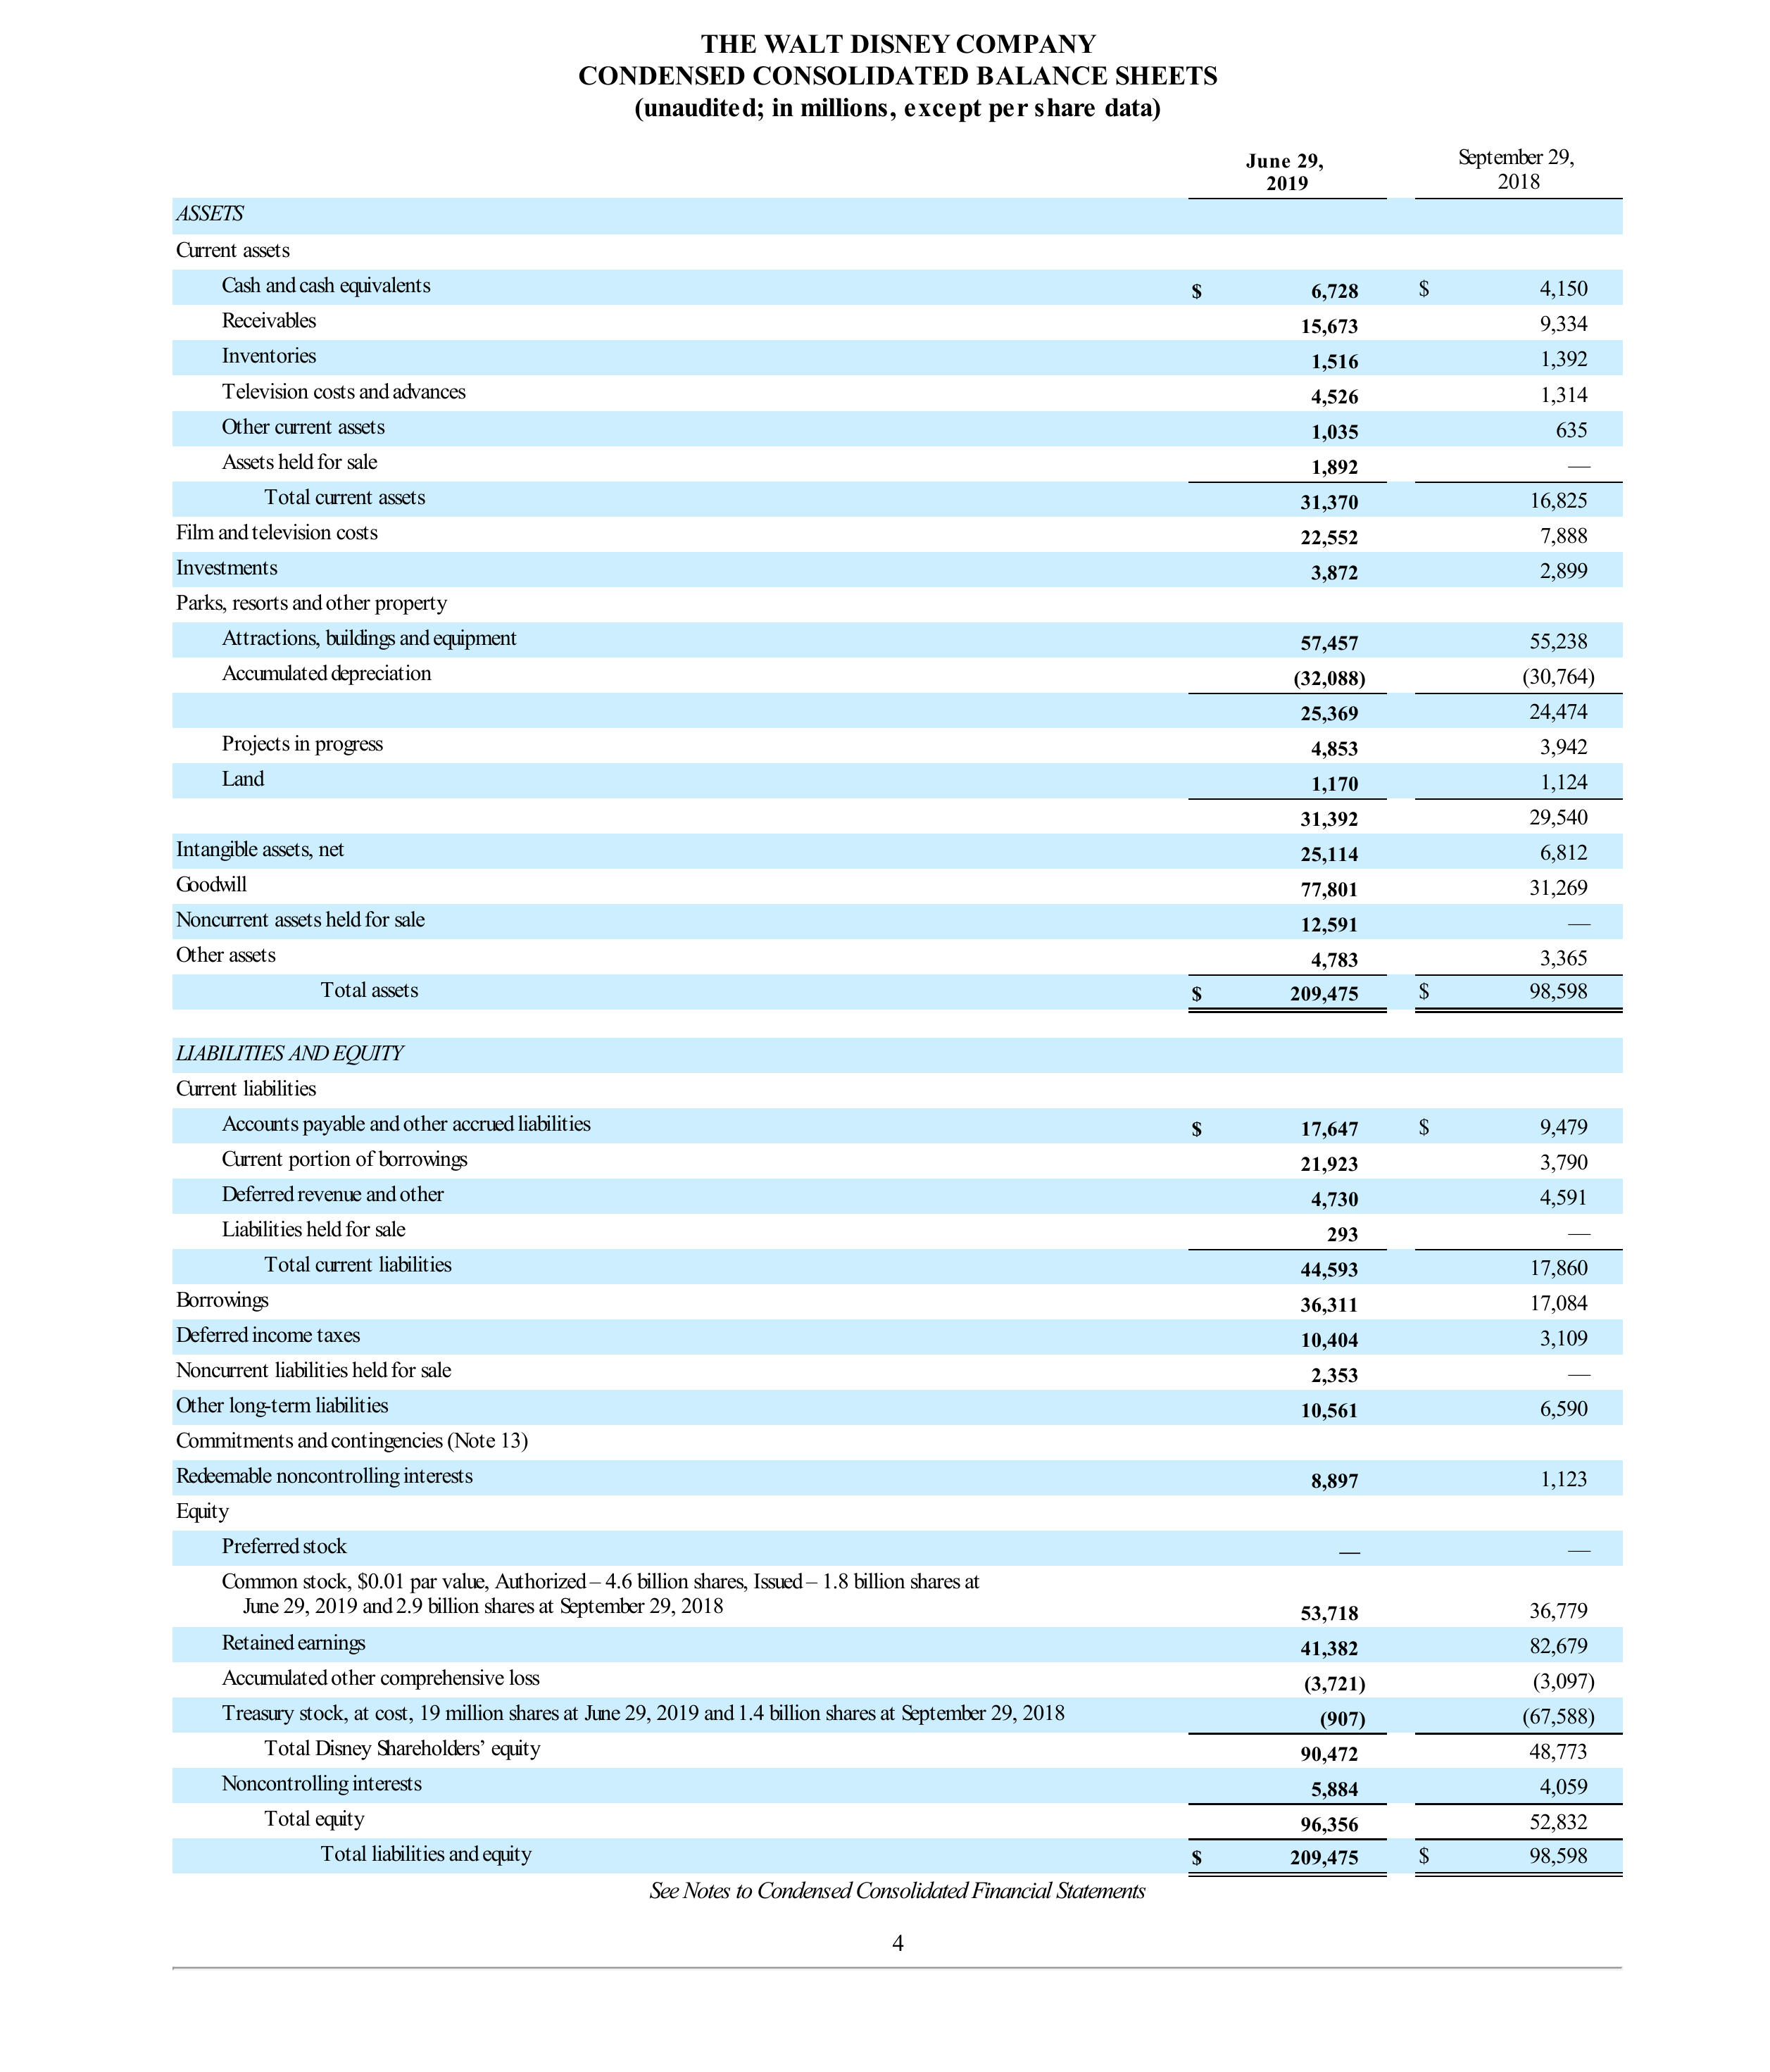 THE WALT DISNEY COMPANY
CONDENSED CONSOLIDATED BALANCE SHEETS
(unaudited; in millions, except per share data)
June 29, 2019 September 29, 2018
ASSETS
Current assets
Cash and cash equivalents $ 6,728 $ 4,150
Receivables 15,673 9,334
Inventories 1,516 1,392
Television costs and advances 4,526 1,314
Other current assets 1,035 635
Assets held for sale 1,892 —
Total current assets 31,370 16,825
Film and television costs 22,552 7,888
Investments 3,872 2,899
Parks, resorts and other property
Attractions, buildings and equipment 57,457 55,238
Accumulated depreciation (32,088) (30,764)
25,369 24,474
Projects in progress 4,853 3,942
Land 1,170 1,124
31,392 29,540
Intangible assets, net 25,114 6,812
Goodwill 77,801 31,269
Noncurrent assets held for sale 12,591 —
Other assets 4,783 3,365
Total assets $ 209,475 $ 98,598
LIABILITIES AND EQUITY
Current liabilities
Accounts payable and other accrued liabilities $ 17,647 $ 9,479
Current portion of borrowings 21,923 3,790
Deferred revenue and other 4,730 4,591
Liabilities held for sale 293 —
Total current liabilities 44,593 17,860
Borrowings 36,311 17,084
Deferred income taxes 10,404 3,109
Noncurrent liabilities held for sale 2,353 —
Other long-term liabilities 10,561 6,590
Commitments and contingencies (Note 13)
Redeemable noncontrolling interests 8,897 1,123
Equity
Preferred stock — —
Common stock, $0.01 par value, Authorized – 4.6 billion shares, Issued – 1.8 billion shares at
June 29, 2019 and 2.9 billion shares at September 29, 2018 53,718 36,779
Retained earnings 41,382 82,679
Accumulated other comprehensive loss (3,721) (3,097)
Treasury stock, at cost, 19 million shares at June 29, 2019 and 1.4 billion shares at September 29, 2018 (907) (67,588)
Total Disney Shareholders’ equity 90,472 48,773
Noncontrolling interests 5,884 4,059
Total equity 96,356 52,832
Total liabilities and equity $ 209,475 $ 98,598
See Notes to Condensed Consolidated Financial Statements
4